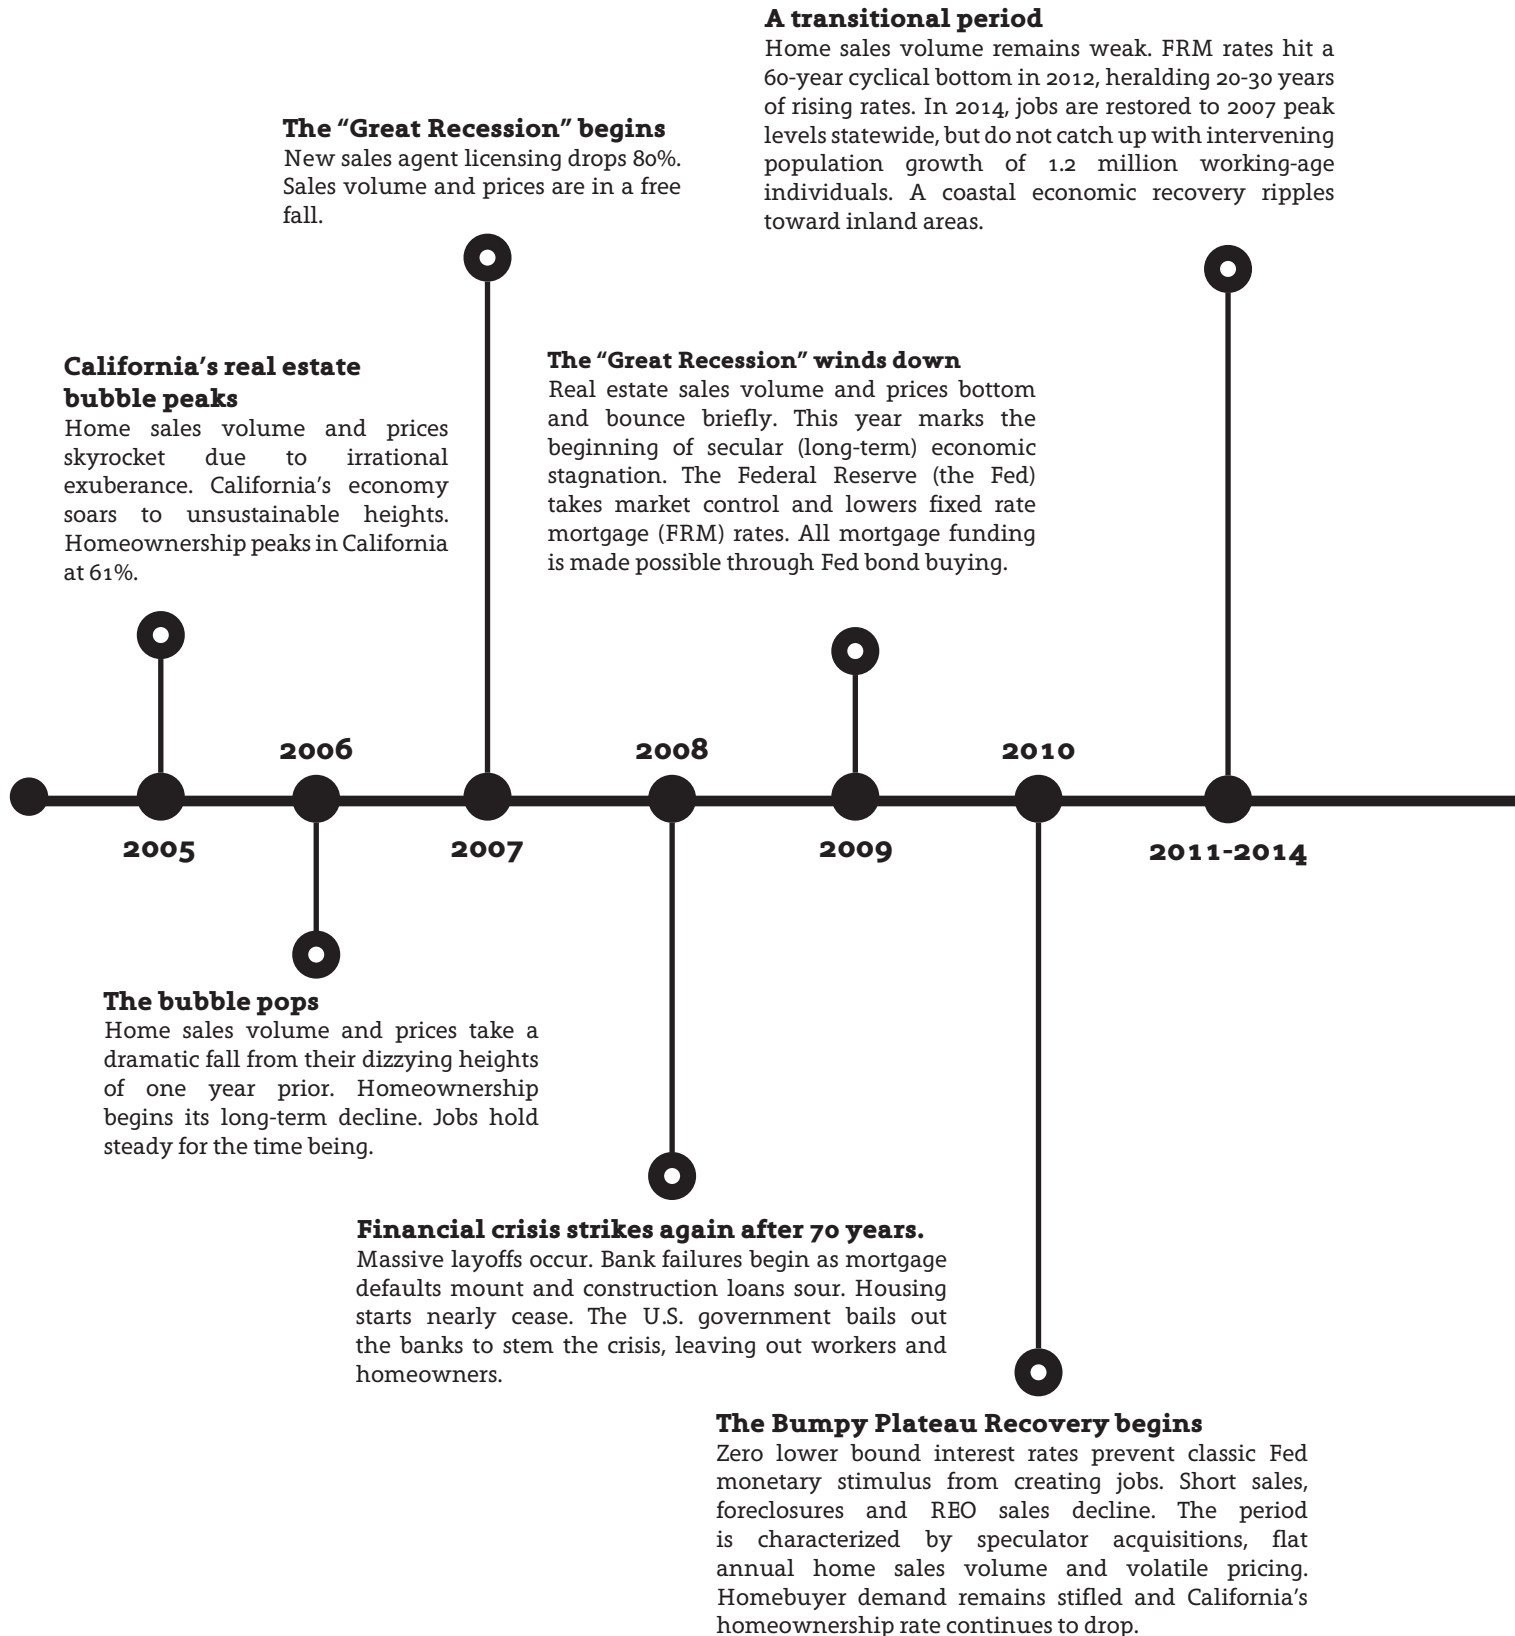 A transitional period
Home sales volume remains weak. FRM rates hit a
60-year cyclical bottom in 2012, heralding 20-30 years
of rising rates. In 2014, jobs are restored to 2007 peak
levels statewide, but do not catch up with intervening
population growth of 1.2 million working-age
individuals. A coastal economic recovery ripples
toward inland areas.
The “Great Recession” begins
New sales agent licensing drops 80%.
Sales volume and prices are in a free
fall.
California’s real estate
bubble peaks
Home sales volume and prices
skyrocket due to irrational
exuberance. California’s economy
soars to unsustainable heights.
Homeownership peaks in California
at 61%.
The “Great Recession” winds down
Real estate sales volume and prices bottom
and bounce briefly. This year marks the
beginning of secular (long-term) economic
stagnation. The Federal Reserve (the Fed)
takes market control and lowers fixed rate
mortgage (FRM) rates. All mortgage funding
is made possible through Fed bond buying.
2006
2008
2010
2005
2007
2009
2011-2014
The bubble pops
Home sales volume and prices take a
dramatic fall from their dizzying heights
of one year prior. Homeownership
begins its long-term decline. Jobs hold
steady for the time being.
Financial crisis strikes again after 70 years.
Massive layoffs occur. Bank failures begin as mortgage
defaults mount and construction loans sour. Housing
starts nearly cease. The U.S. government bails out
the banks to stem the crisis, leaving out workers and
homeowners.
The Bumpy Plateau Recovery begins
Zero lower bound interest rates prevent classic Fed
monetary stimulus from creating jobs. Short sales,
foreclosures and REO sales decline. The period
is characterized by speculator acquisitions, flat
annual home sales volume and volatile pricing.
Homebuyer demand remains stifled and California’s
homeownership rate continues to drop.